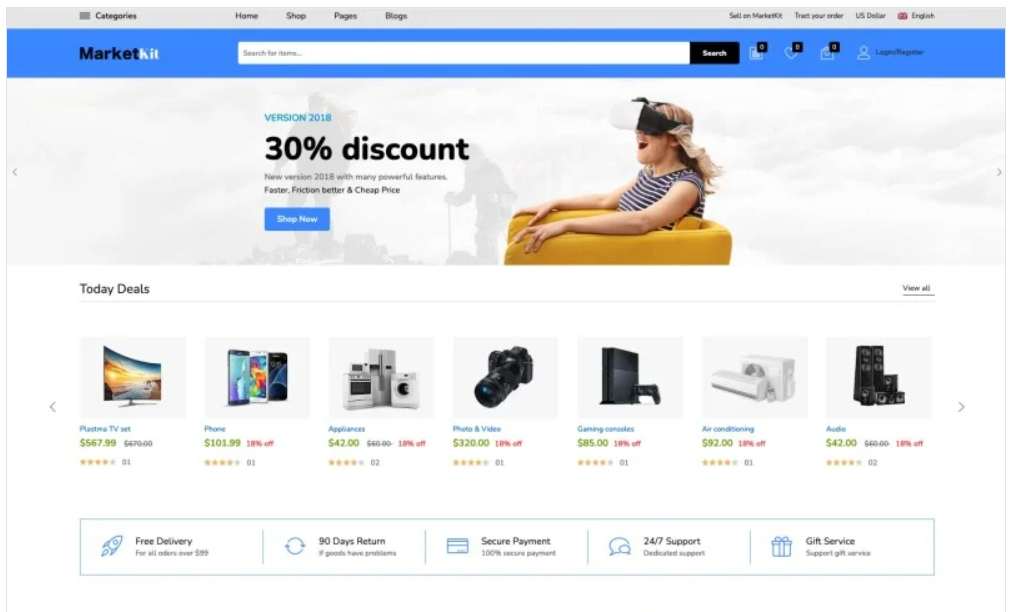 Categories
Home
Shop
Pages
Blogs
Sell on MarketKit
Tract your order
US Dollar
English
MarketKit
Search for items...
Search
0
0
0
Login/Register
VERSION 2018
30% discount
New version 2018 with many powerful features.
Faster, Friction better & Cheap Price
Shop Now
Today Deals
View all
Plastma TV set
$567.99 $670.00
01
Phone
$101.99 18% off
01
Appliances
$42.00 $60.00 18% off
02
Photo & Video
$320.00 18% off
01
Gaming consoles
$85.00 18% off
01
Air conditioning
$92.00 18% off
01
Audio
$42.00 $60.00 18% off
02
Free Delivery
For all oders over $99
90 Days Return
If goods have problems
Secure Payment
100% secure payment
24/7 Support
Dedicated support
Gift Service
Support gift service